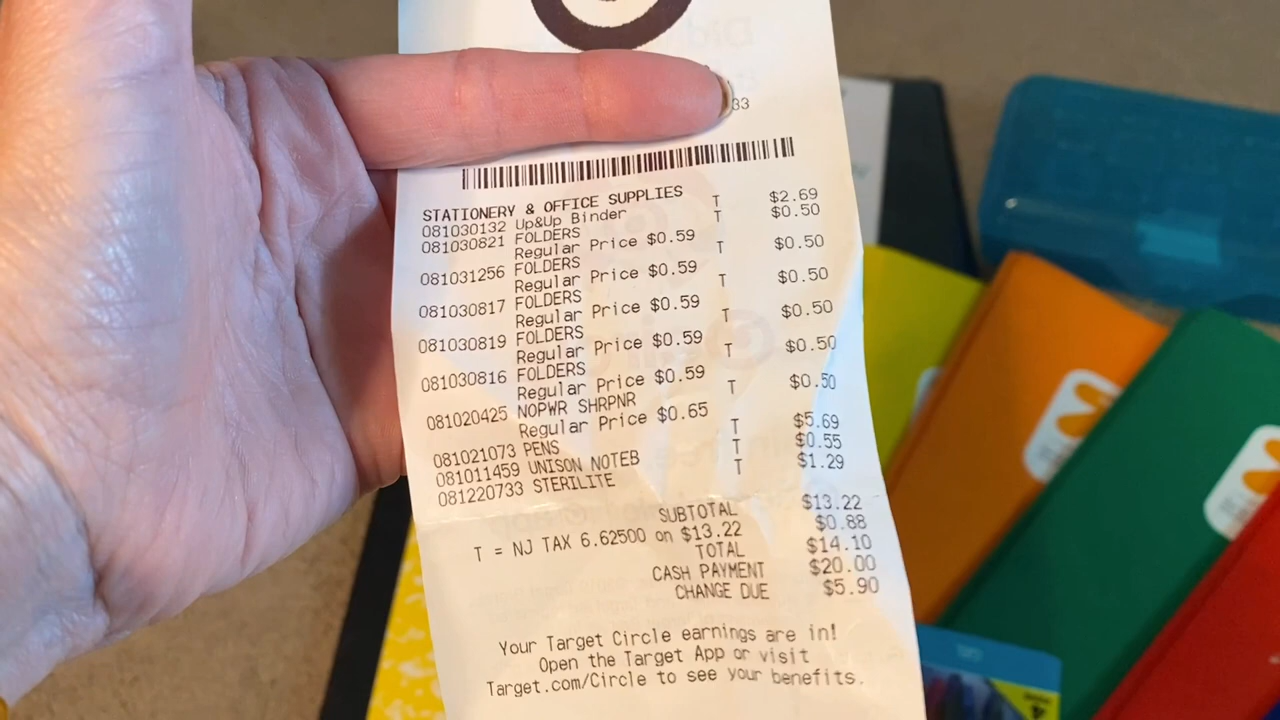 33
STATIONERY & OFFICE SUPPLIES
081030132 Up&Up Binder T $2.69
081030821 FOLDERS T $0.50
Regular Price $0.59
081031256 FOLDERS T $0.50
Regular Price $0.59
081030817 FOLDERS T $0.50
Regular Price $0.59
081030819 FOLDERS T $0.50
Regular Price $0.59
081030816 FOLDERS T $0.50
Regular Price $0.59
081020425 NOPWR SHRPNR T $0.50
Regular Price $0.65
081021073 PENS T $5.69
081011459 UNISON NOTEB T $0.55
081220733 STERILITE T $1.29
SUBTOTAL $13.22
T = NJ TAX 6.62500 on $13.22 $0.88
TOTAL $14.10
CASH PAYMENT $20.00
CHANGE DUE $5.90
Your Target Circle earnings are in!
Open the Target App or visit
Target.com/Circle to see your benefits.
4